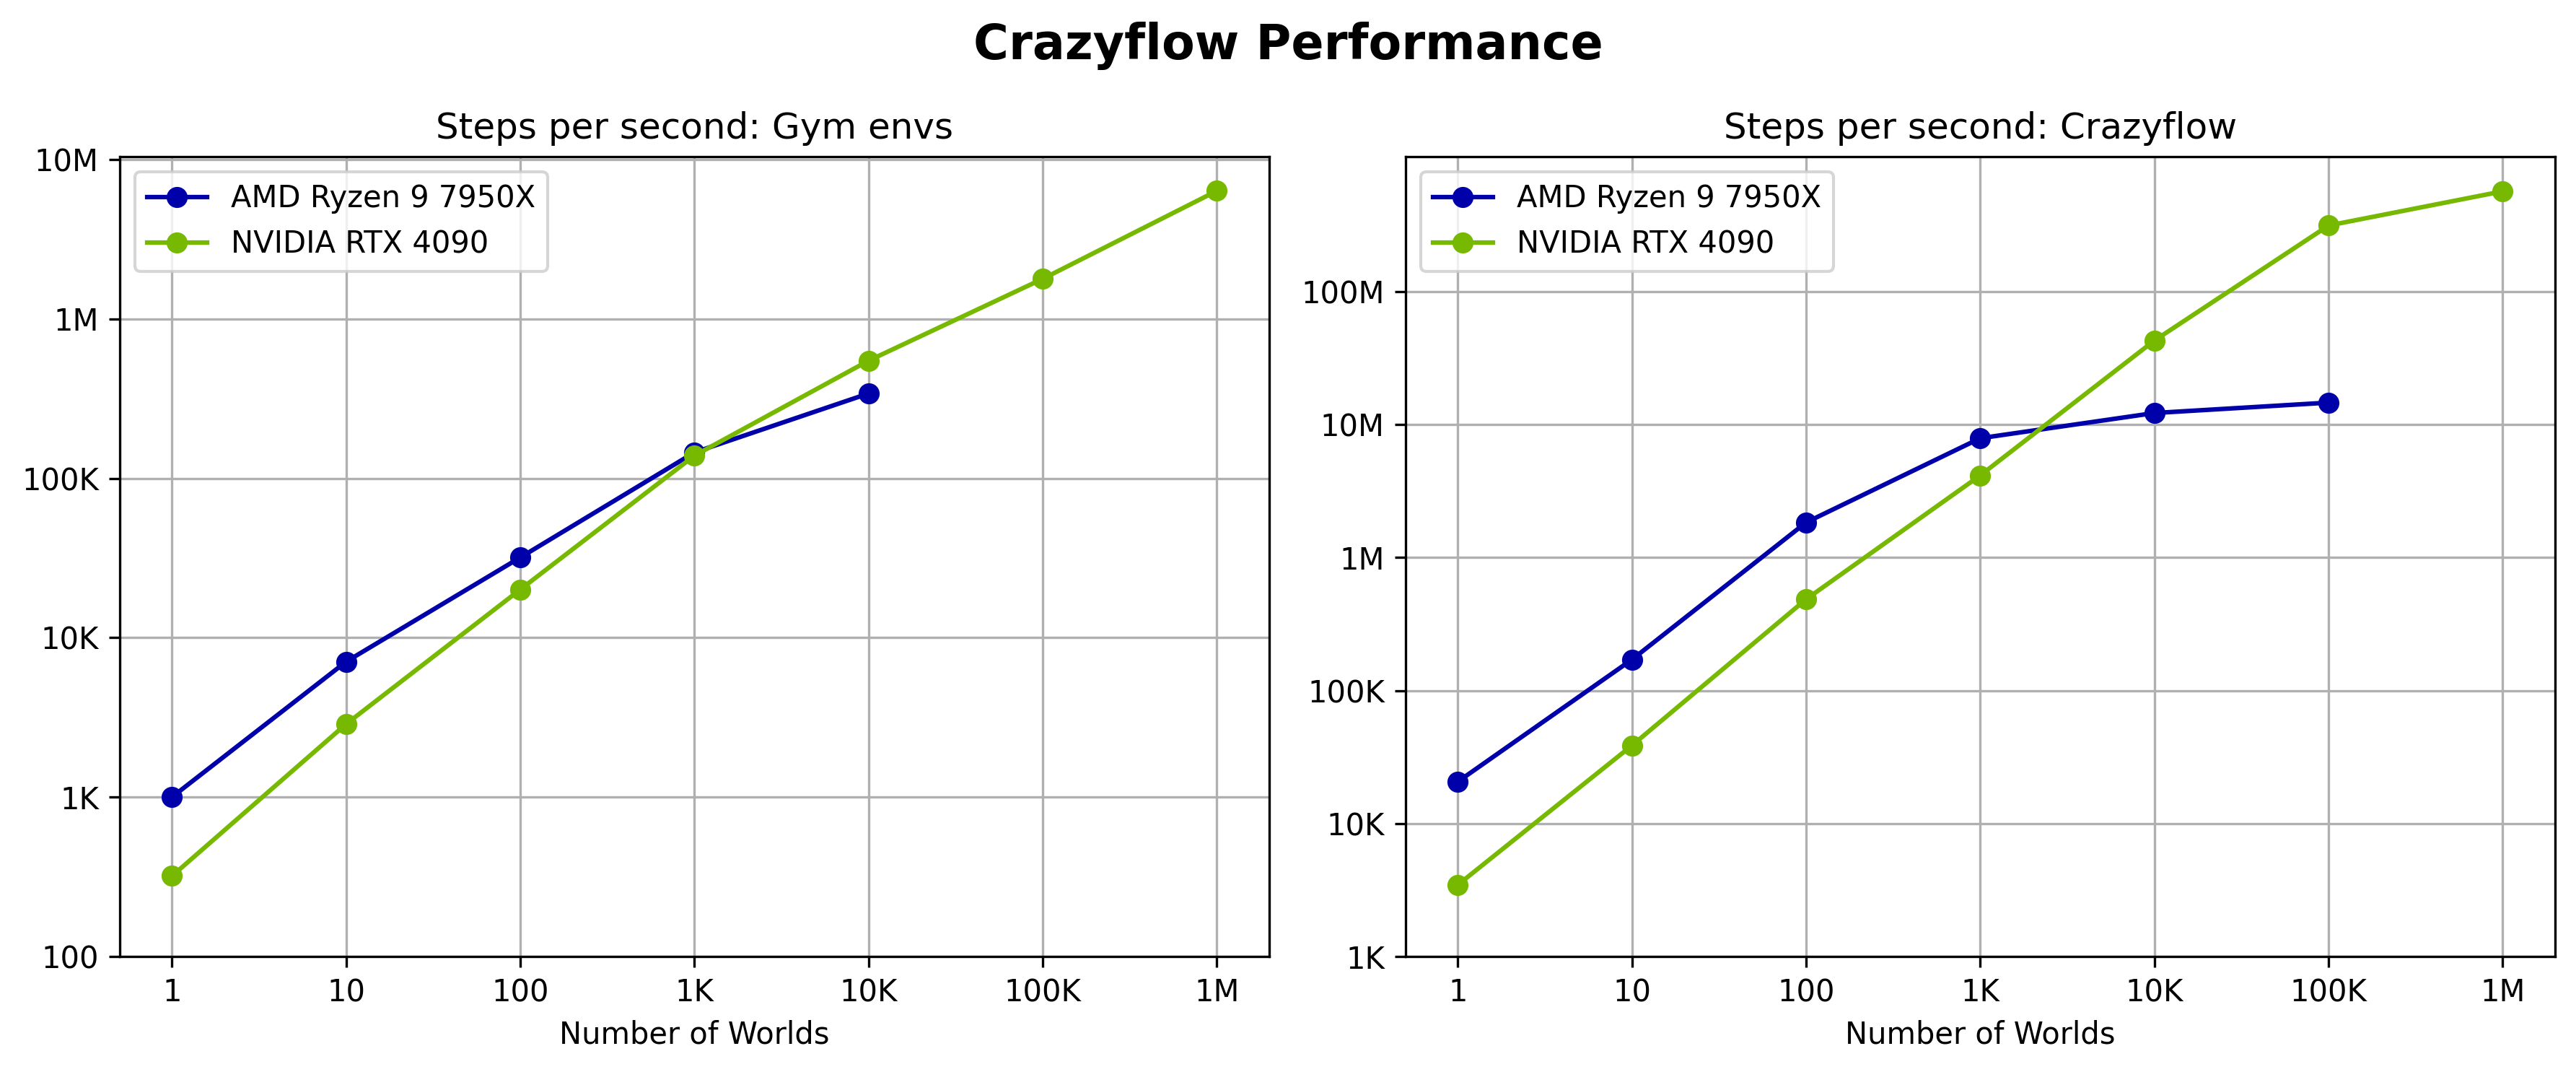 Crazyflow Performance
Steps per second: Gym envs
10M
1M
100K
10K
1K
100
AMD Ryzen 9 7950X
NVIDIA RTX 4090
1 10 100 1K 10K 100K 1M
Number of Worlds
Steps per second: Crazyflow
100M
10M
1M
100K
10K
1K
AMD Ryzen 9 7950X
NVIDIA RTX 4090
1 10 100 1K 10K 100K 1M
Number of Worlds